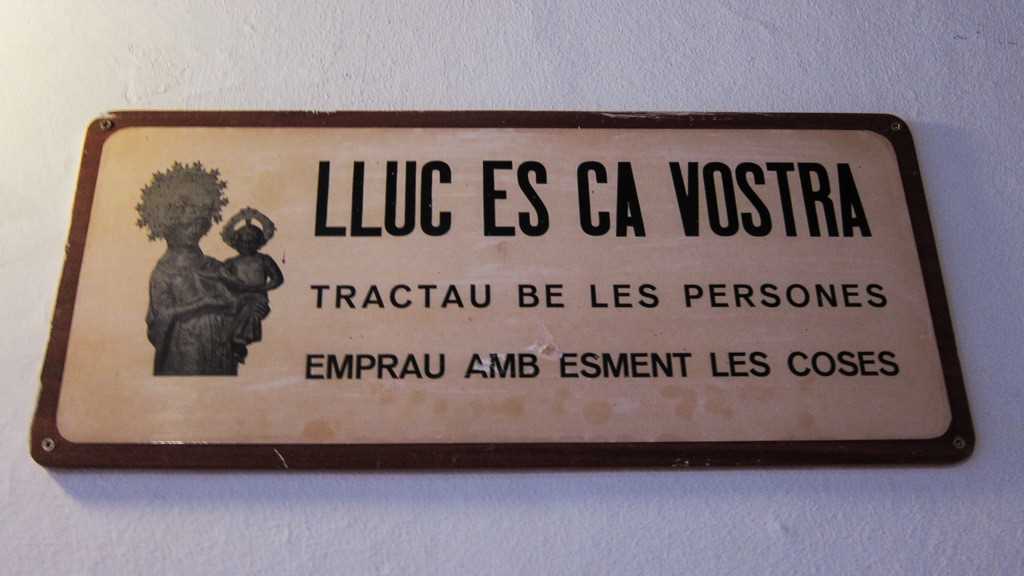 LLUC ES CA VOSTRA
TRACTAU BE LES PERSONES
EMPRAU AMB ESMENT LES COSES